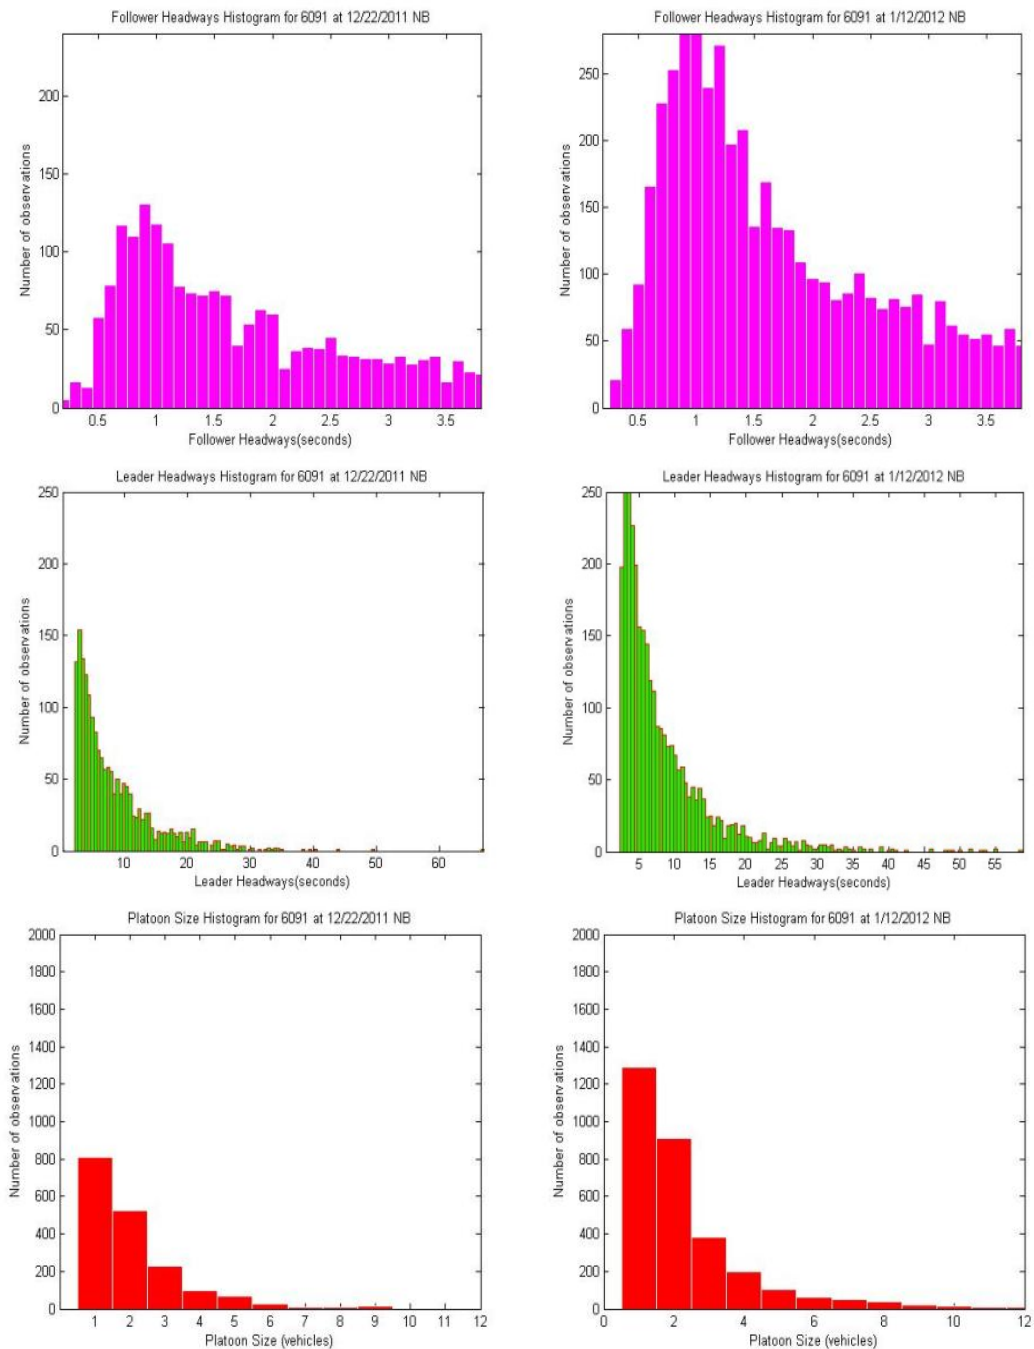 Follower Headways Histogram for 6091 at 12/22/2011 NB
Number of observations
200
150
100
50
0
0.5 1 1.5 2 2.5 3 3.5
Follower Headways(seconds)
Follower Headways Histogram for 6091 at 1/12/2012 NB
Number of observations
250
200
150
100
50
0
0.5 1 1.5 2 2.5 3 3.5
Follower Headways(seconds)
Leader Headways Histogram for 6091 at 12/22/2011 NB
Number of observations
250
200
150
100
50
0
10 20 30 40 50 60
Leader Headways(seconds)
Leader Headways Histogram for 6091 at 1/12/2012 NB
Number of observations
250
200
150
100
50
0
5 10 15 20 25 30 35 40 45 50 55
Leader Headways(seconds)
Platoon Size Histogram for 6091 at 12/22/2011 NB
Number of observations
2000
1800
1600
1400
1200
1000
800
600
400
200
0
1 2 3 4 5 6 7 8 9 10 11 12
Platoon Size (vehicles)
Platoon Size Histogram for 6091 at 1/12/2012 NB
Number of observations
2000
1800
1600
1400
1200
1000
800
600
400
200
0
0 2 4 6 8 10 12
Platoon Size (vehicles)